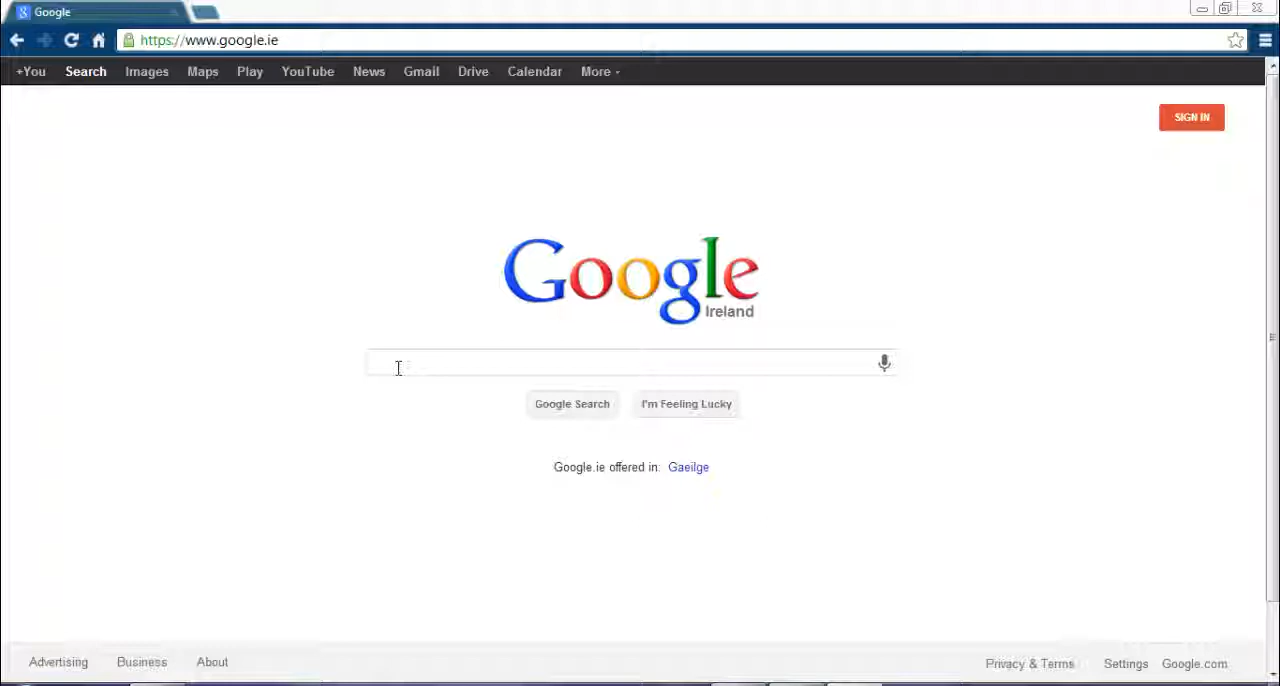 Google
https://www.google.ie
+You Search Images Maps Play YouTube News Gmail Drive Calendar More
SIGN IN
Google
Ireland
Google Search I'm Feeling Lucky
Google.ie offered in: Gaeilge
Advertising Business About Privacy & Terms Settings Google.com